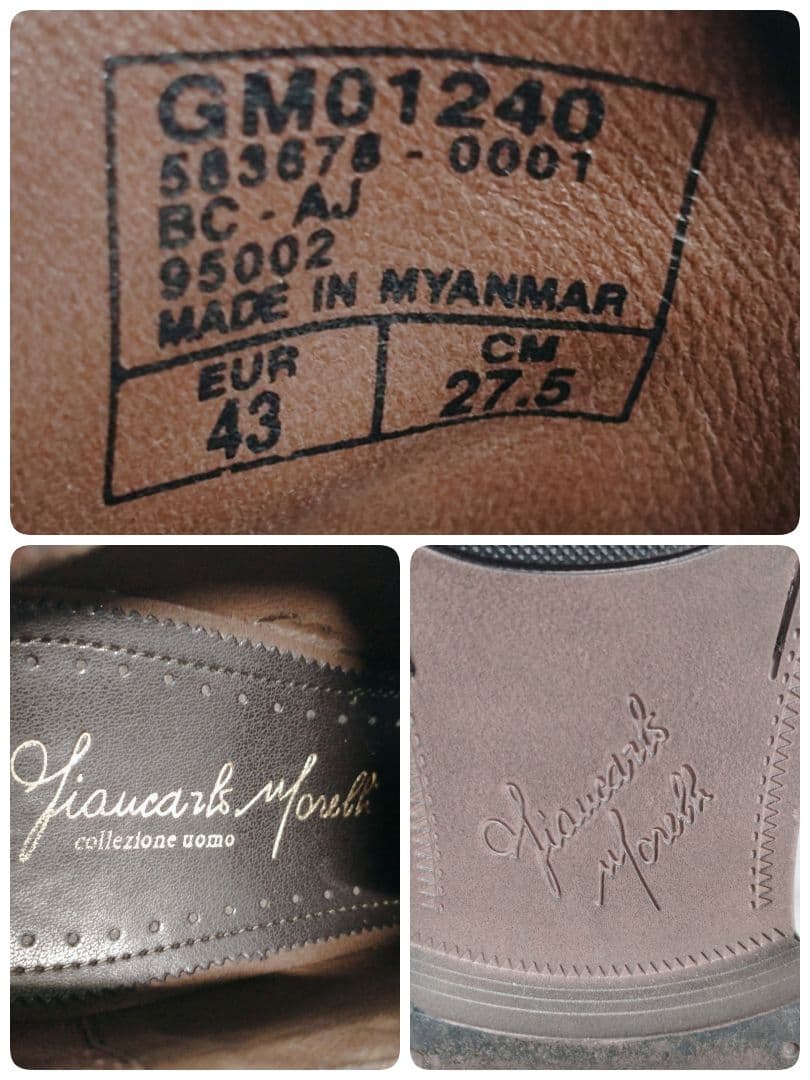 GM01240
583678 - 0001
BC - AJ
95002
MADE IN MYANMAR
EUR
43
CM
27.5
Giancarlo Morelli
collezione uomo
Giancarlo
Morelli